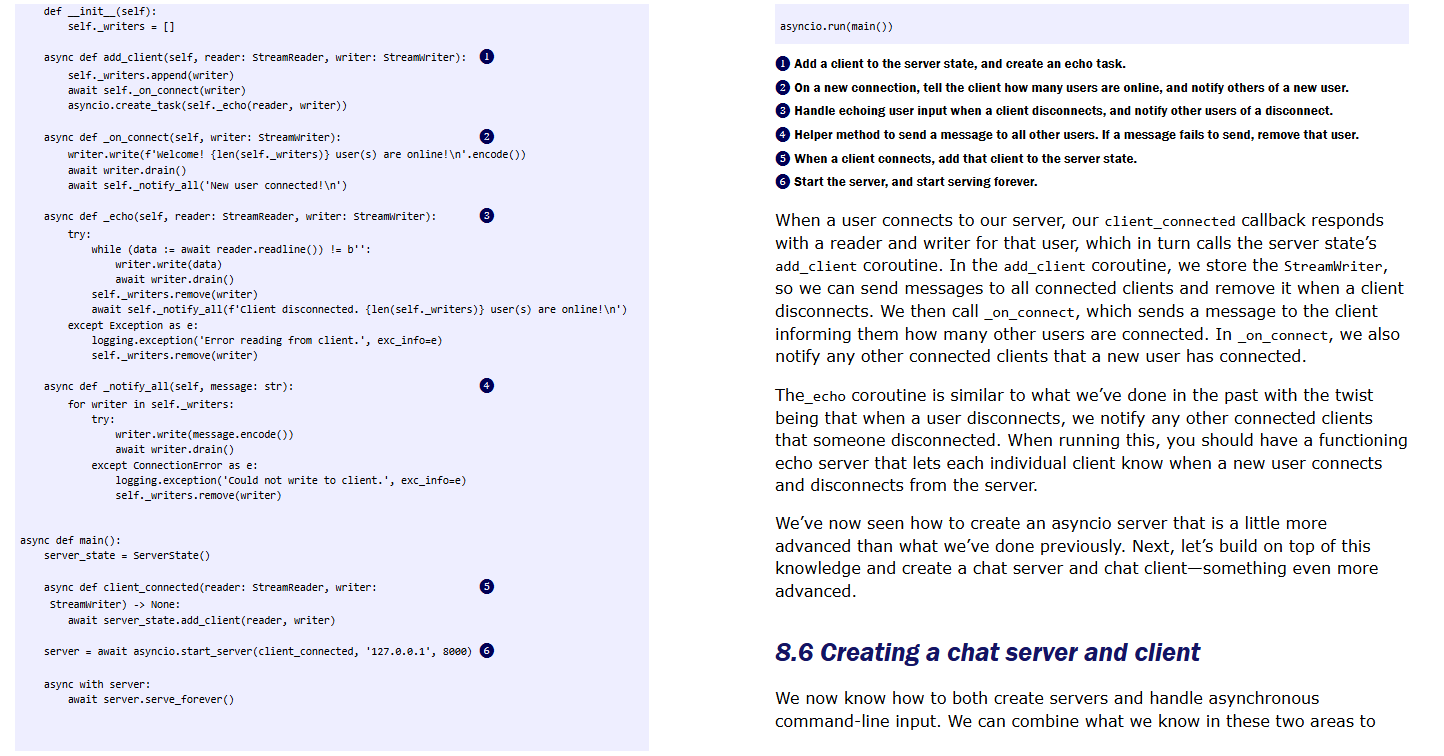 def __init__(self):
self._writers = []
async def add_client(self, reader: StreamReader, writer: StreamWriter): 1
self._writers.append(writer)
await self._on_connect(writer)
asyncio.create_task(self._echo(reader, writer))
async def _on_connect(self, writer: StreamWriter): 2
writer.write(f'Welcome! {len(self._writers)} user(s) are online!\n'.encode())
await writer.drain()
await self._notify_all('New user connected!\n')
async def _echo(self, reader: StreamReader, writer: StreamWriter): 3
try:
while (data := await reader.readline()) != b'':
writer.write(data)
await writer.drain()
self._writers.remove(writer)
await self._notify_all(f'Client disconnected. {len(self._writers)} user(s) are online!\n')
except Exception as e:
logging.exception('Error reading from client.', exc_info=e)
self._writers.remove(writer)
async def _notify_all(self, message: str): 4
for writer in self._writers:
try:
writer.write(message.encode())
await writer.drain()
except ConnectionError as e:
logging.exception('Could not write to client.', exc_info=e)
self._writers.remove(writer)
async def main():
server_state = ServerState()
async def client_connected(reader: StreamReader, writer: 5
StreamWriter) -> None:
await server_state.add_client(reader, writer)
server = await asyncio.start_server(client_connected, '127.0.0.1', 8000) 6
async with server:
await server.serve_forever()
asyncio.run(main())
1 Add a client to the server state, and create an echo task.
2 On a new connection, tell the client how many users are online, and notify others of a new user.
3 Handle echoing user input when a client disconnects, and notify other users of a disconnect.
4 Helper method to send a message to all other users. If a message fails to send, remove that user.
5 When a client connects, add that client to the server state.
6 Start the server, and start serving forever.
When a user connects to our server, our client_connected callback responds
with a reader and writer for that user, which in turn calls the server state’s
add_client coroutine. In the add_client coroutine, we store the StreamWriter,
so we can send messages to all connected clients and remove it when a client
disconnects. We then call _on_connect, which sends a message to the client
informing them how many other users are connected. In _on_connect, we also
notify any other connected clients that a new user has connected.
The_echo coroutine is similar to what we’ve done in the past with the twist
being that when a user disconnects, we notify any other connected clients
that someone disconnected. When running this, you should have a functioning
echo server that lets each individual client know when a new user connects
and disconnects from the server.
We’ve now seen how to create an asyncio server that is a little more
advanced than what we’ve done previously. Next, let’s build on top of this
knowledge and create a chat server and chat client—something even more
advanced.
8.6 Creating a chat server and client
We now know how to both create servers and handle asynchronous
command-line input. We can combine what we know in these two areas to